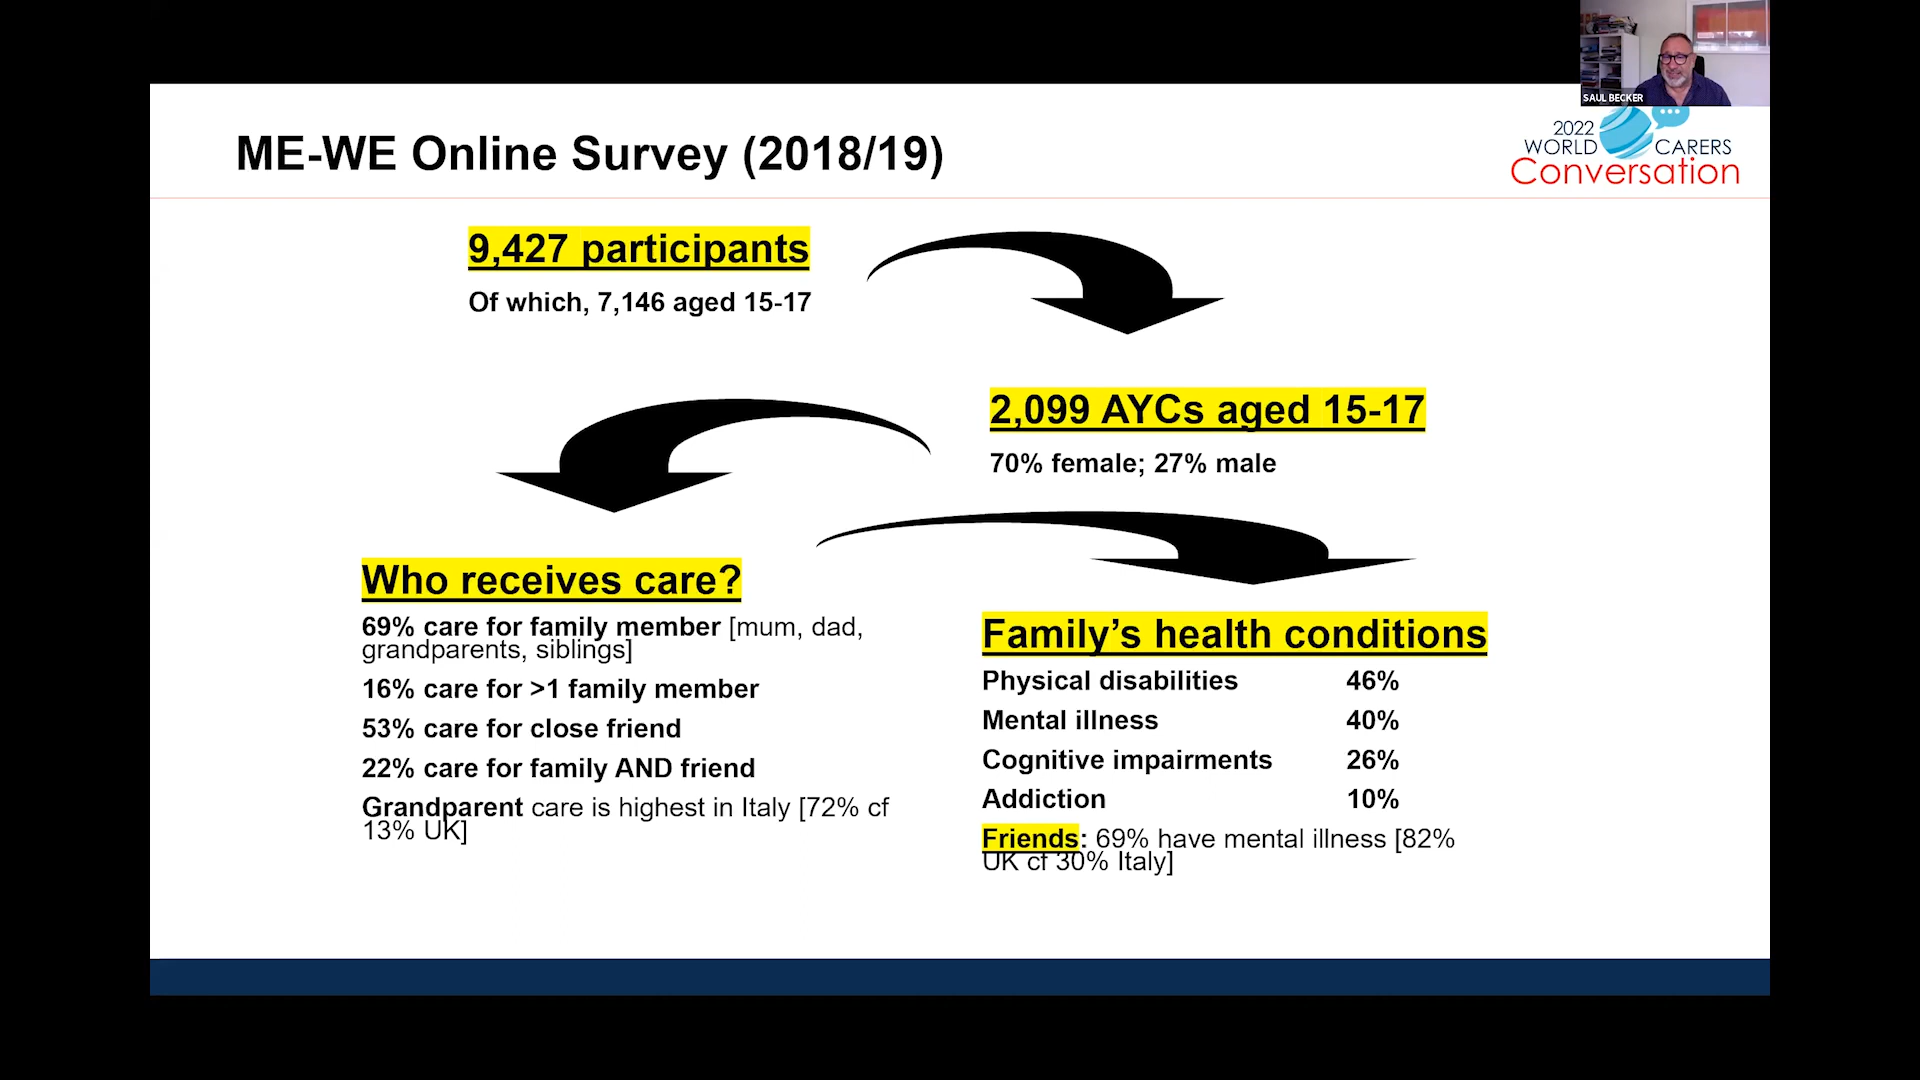 SAUL BECKER
2022
WORLD CARERS
Conversation
ME-WE Online Survey (2018/19)
9,427 participants
Of which, 7,146 aged 15-17
2,099 AYCs aged 15-17
70% female; 27% male
Who receives care?
69% care for family member [mum, dad,
grandparents, siblings]
16% care for >1 family member
53% care for close friend
22% care for family AND friend
Grandparent care is highest in Italy [72% cf
13% UK]
Family’s health conditions
Physical disabilities 46%
Mental illness 40%
Cognitive impairments 26%
Addiction 10%
Friends: 69% have mental illness [82%
UK cf 30% Italy]